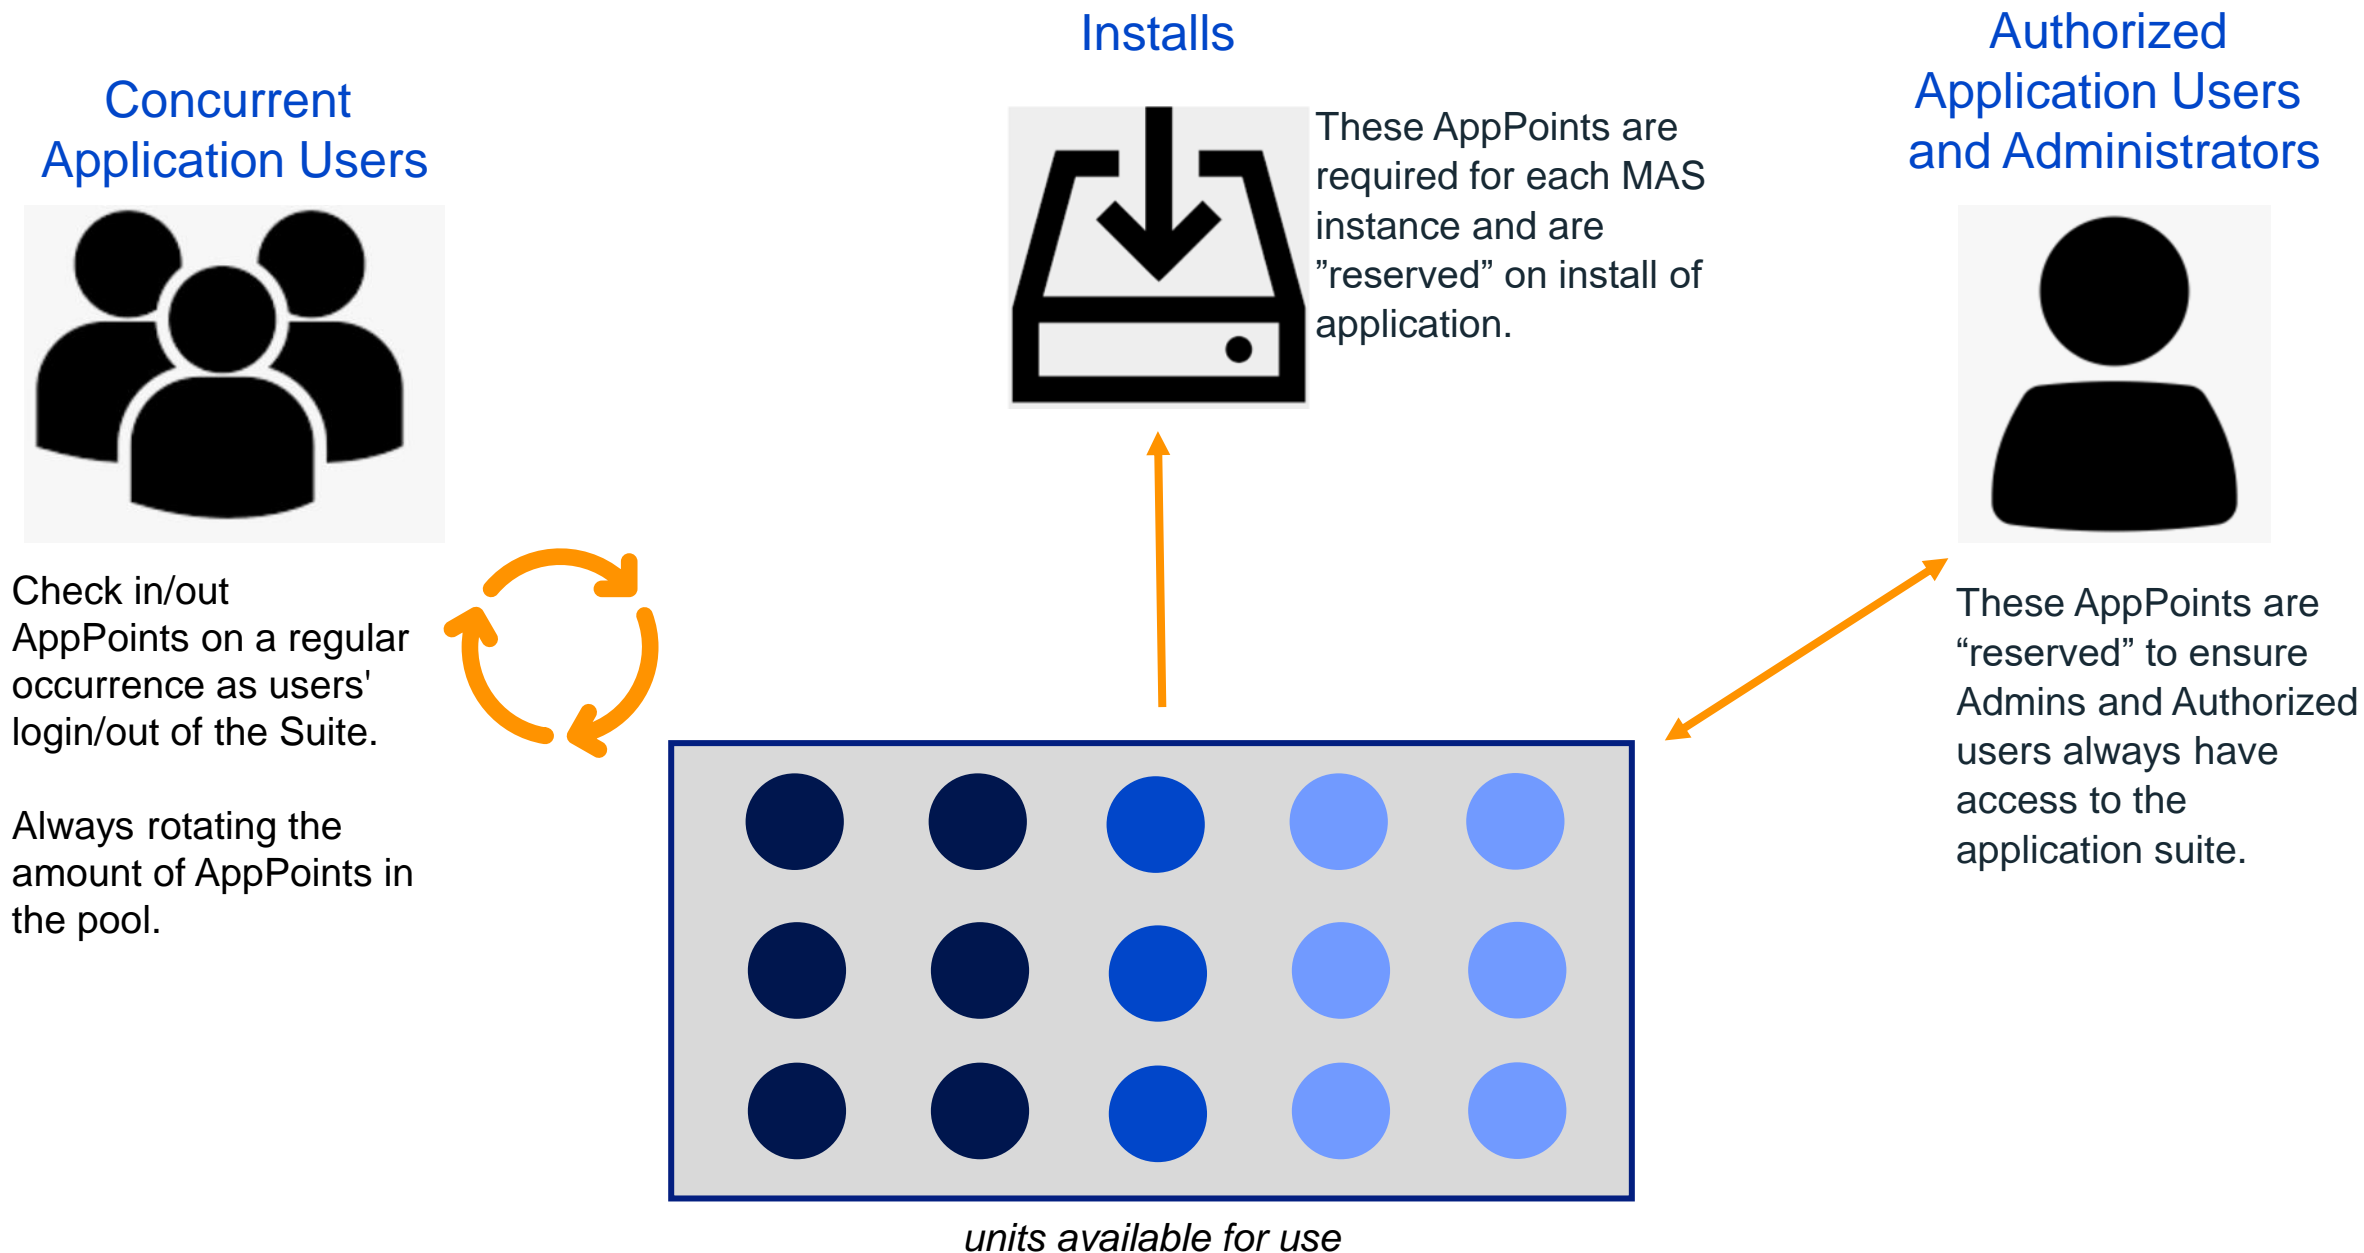 Concurrent
Application Users
Check in/out
AppPoints on a regular
occurrence as users'
login/out of the Suite.
Always rotating the
amount of AppPoints in
the pool.
Installs
These AppPoints are
required for each MAS
instance and are
”reserved” on install of
application.
Authorized
Application Users
and Administrators
These AppPoints are
“reserved” to ensure
Admins and Authorized
users always have
access to the
application suite.
units available for use